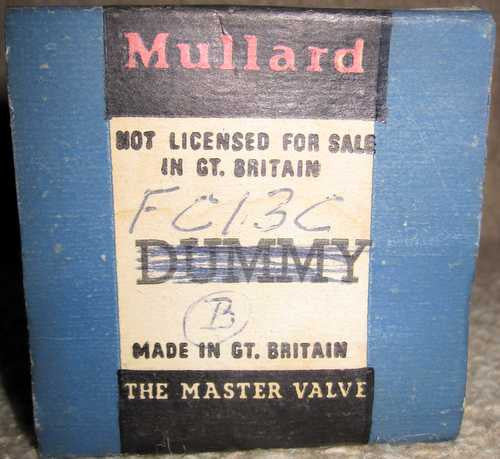 Mullard
NOT LICENSED FOR SALE
IN GT. BRITAIN
FC13C
DUMMY
B
MADE IN GT. BRITAIN
THE MASTER VALVE